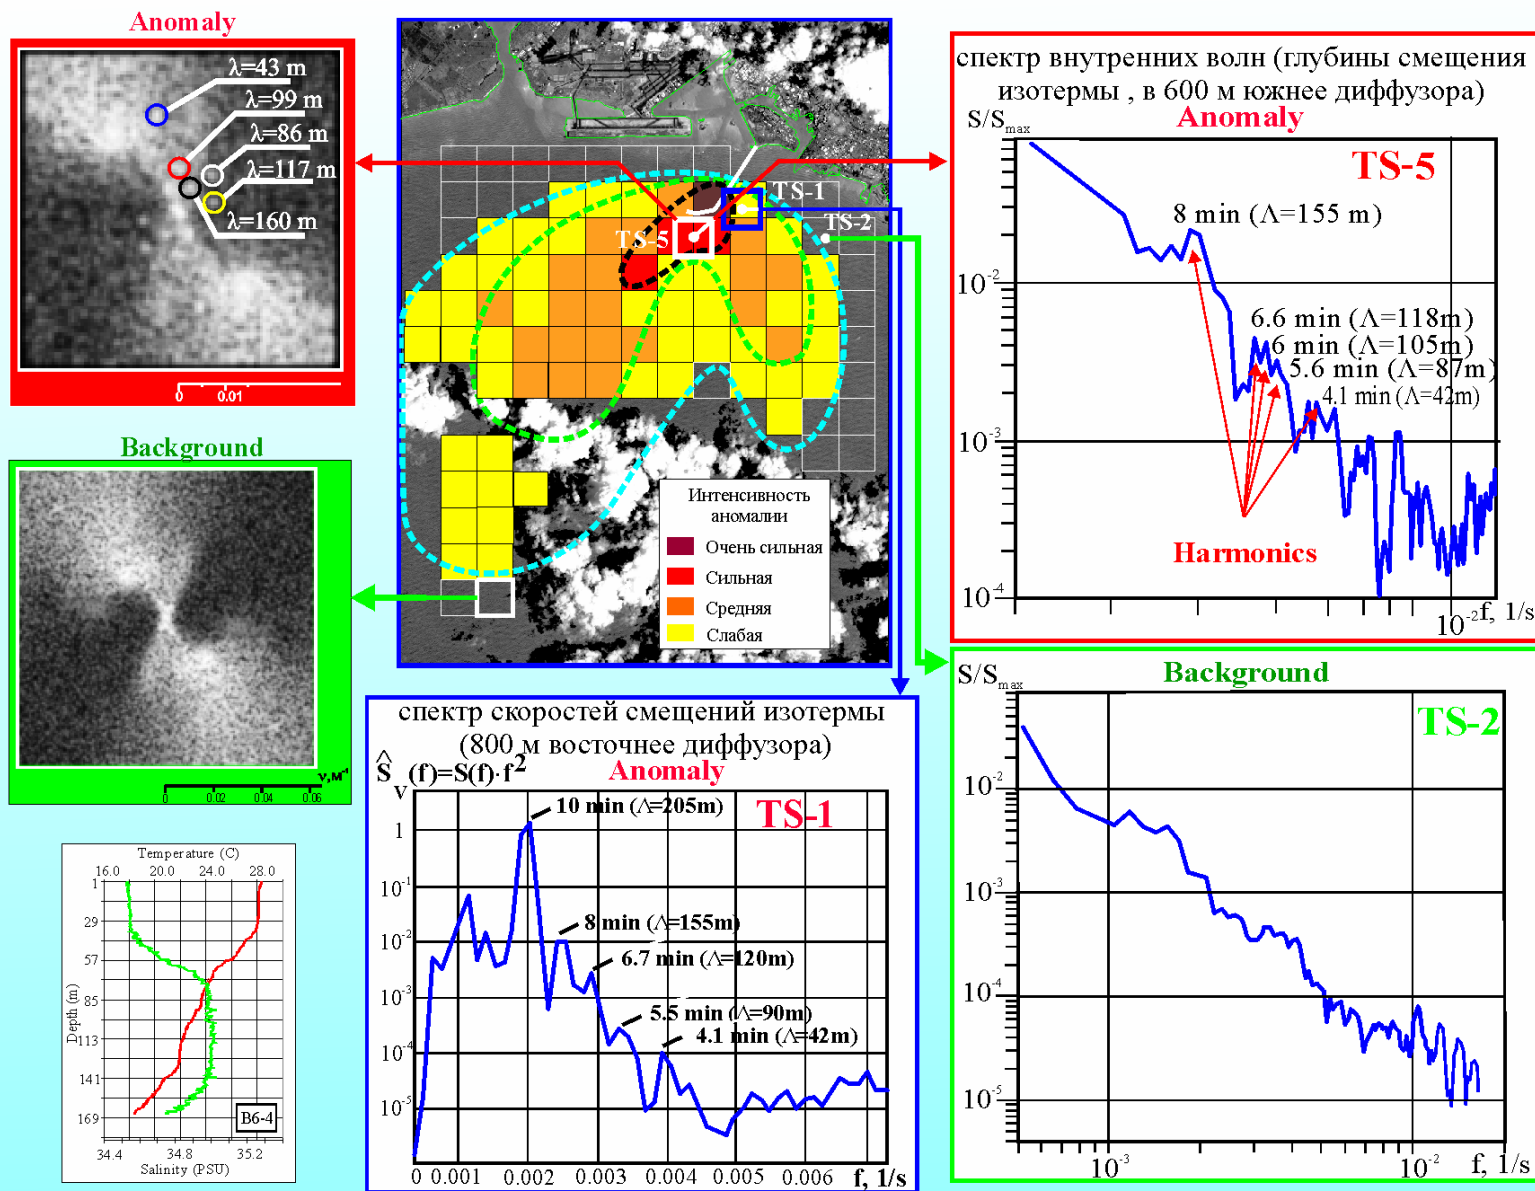 Anomaly
λ=43 m
λ=99 m
λ=86 m
λ=117 m
λ=160 m
0 0.01
Background
ν, м⁻¹
0 0.02 0.04 0.06
Temperature (C)
16.0 20.0 24.0 28.0
1
29
57
85
113
141
169
Depth (m)
B6-4
34.4 34.8 35.2
Salinity (PSU)
TS-1
TS-2
TS-5
Интенсивность
аномалии
Очень сильная
Сильная
Средняя
Слабая
спектр скоростей смещений изотермы
(800 м восточнее диффузора)
Ŝv(f)=S(f)·f²
Anomaly
TS-1
10 min (Λ=205m)
8 min (Λ=155m)
6.7 min (Λ=120m)
5.5 min (Λ=90m)
4.1 min (Λ=42m)
1
10⁻¹
10⁻²
10⁻³
10⁻⁴
10⁻⁵
0 0.001 0.002 0.003 0.004 0.005 0.006 f, 1/s
спектр внутренних волн (глубины смещения
изотермы , в 600 м южнее диффузора)
S/Smax
Anomaly
TS-5
8 min (Λ=155 m)
6.6 min (Λ=118m)
6 min (Λ=105m)
5.6 min (Λ=87m)
4.1 min (Λ=42m)
10⁻²
10⁻³
10⁻⁴
Harmonics
10⁻² f, 1/s
S/Smax
Background
TS-2
10⁻²
10⁻³
10⁻⁴
10⁻⁵
10⁻³ 10⁻² f, 1/s